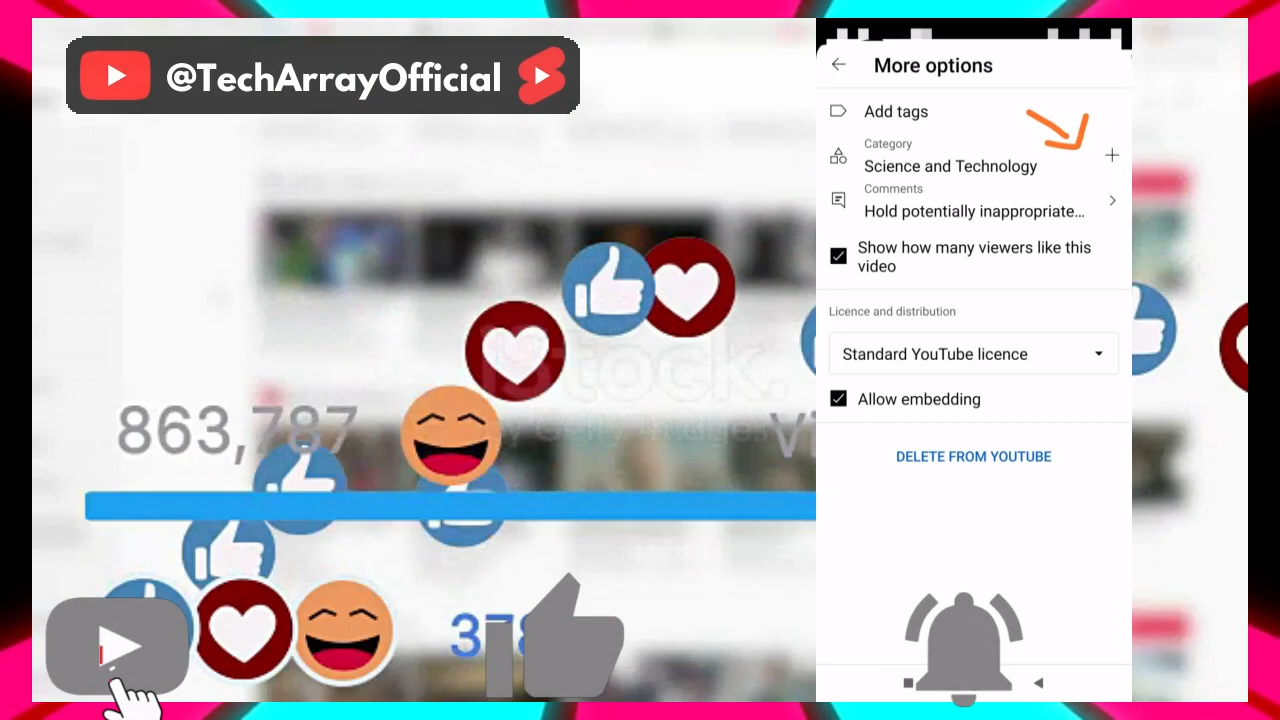 @TechArrayOfficial
More options
Add tags
Category
Science and Technology
Comments
Hold potentially inappropriate...
Show how many viewers like this
video
Licence and distribution
Standard YouTube licence
Allow embedding
DELETE FROM YOUTUBE
iStock.
863,787